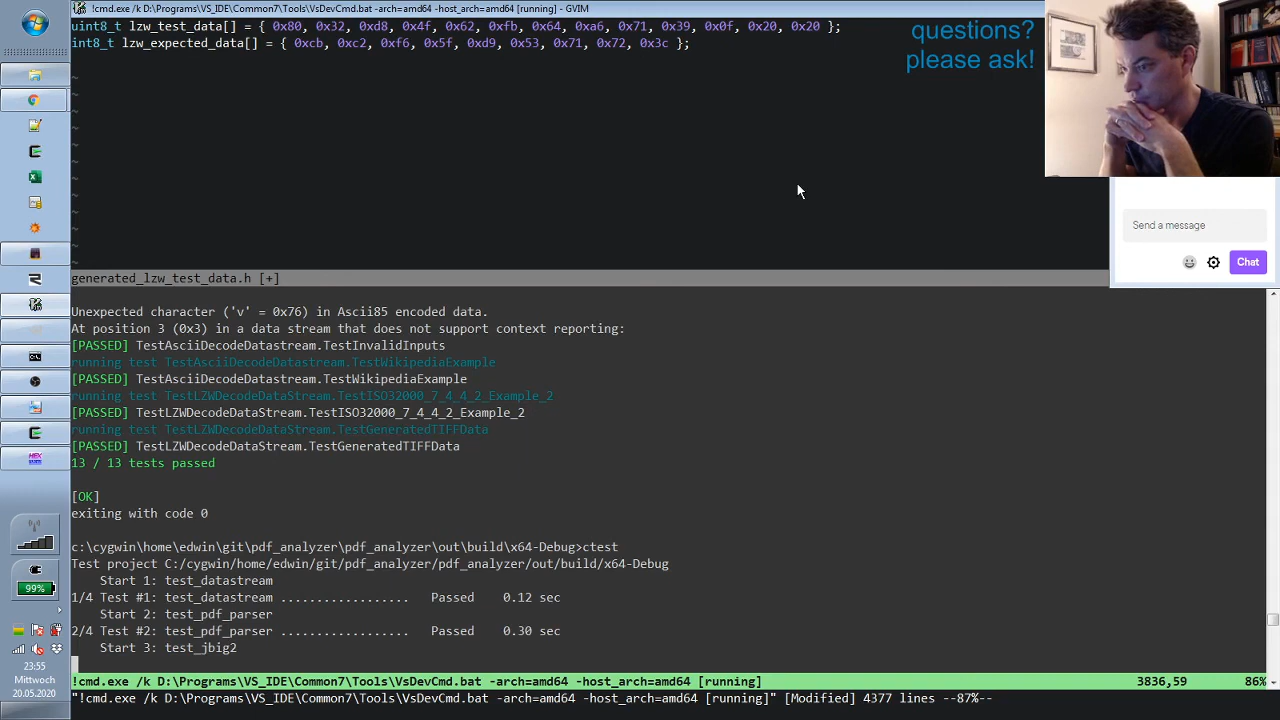 !cmd.exe /k D:\Programs\VS_IDE\Common7\Tools\VsDevCmd.bat -arch=amd64 -host_arch=amd64 [running] - GVIM
uint8_t lzw_test_data[] = { 0x80, 0x32, 0xd8, 0x4f, 0x62, 0xfb, 0x64, 0xa6, 0x71, 0x39, 0x0f, 0x20, 0x20 };
int8_t lzw_expected_data[] = { 0xcb, 0xc2, 0xf6, 0x5f, 0xd9, 0x53, 0x71, 0x72, 0x3c };
questions?
please ask!
~
~
~
~
~
~
~
~
~
~
~
~
Send a message
Chat
generated_lzw_test_data.h [+]
Unexpected character ('v' = 0x76) in Ascii85 encoded data.
At position 3 (0x3) in a data stream that does not support context reporting:
[PASSED] TestAsciiDecodeDatastream.TestInvalidInputs
running test TestAsciiDecodeDatastream.TestWikipediaExample
[PASSED] TestAsciiDecodeDatastream.TestWikipediaExample
running test TestLZWDecodeDataStream.TestISO32000_7_4_4_2_Example_2
[PASSED] TestLZWDecodeDataStream.TestISO32000_7_4_4_2_Example_2
running test TestLZWDecodeDataStream.TestGeneratedTIFFData
[PASSED] TestLZWDecodeDataStream.TestGeneratedTIFFData
13 / 13 tests passed
[OK]
exiting with code 0
c:\cygwin\home\edwin\git\pdf_analyzer\pdf_analyzer\out\build\x64-Debug>ctest
Test project C:/cygwin/home/edwin/git/pdf_analyzer/pdf_analyzer/out/build/x64-Debug
Start 1: test_datastream
1/4 Test #1: test_datastream .................. Passed 0.12 sec
Start 2: test_pdf_parser
2/4 Test #2: test_pdf_parser .................. Passed 0.30 sec
Start 3: test_jbig2
!cmd.exe /k D:\Programs\VS_IDE\Common7\Tools\VsDevCmd.bat -arch=amd64 -host_arch=amd64 [running] 3836,59 86%
"!cmd.exe /k D:\Programs\VS_IDE\Common7\Tools\VsDevCmd.bat -arch=amd64 -host_arch=amd64 [running]" [Modified] 4377 lines --87%--
HEX
99%
23:55
Mittwoch
20.05.2020